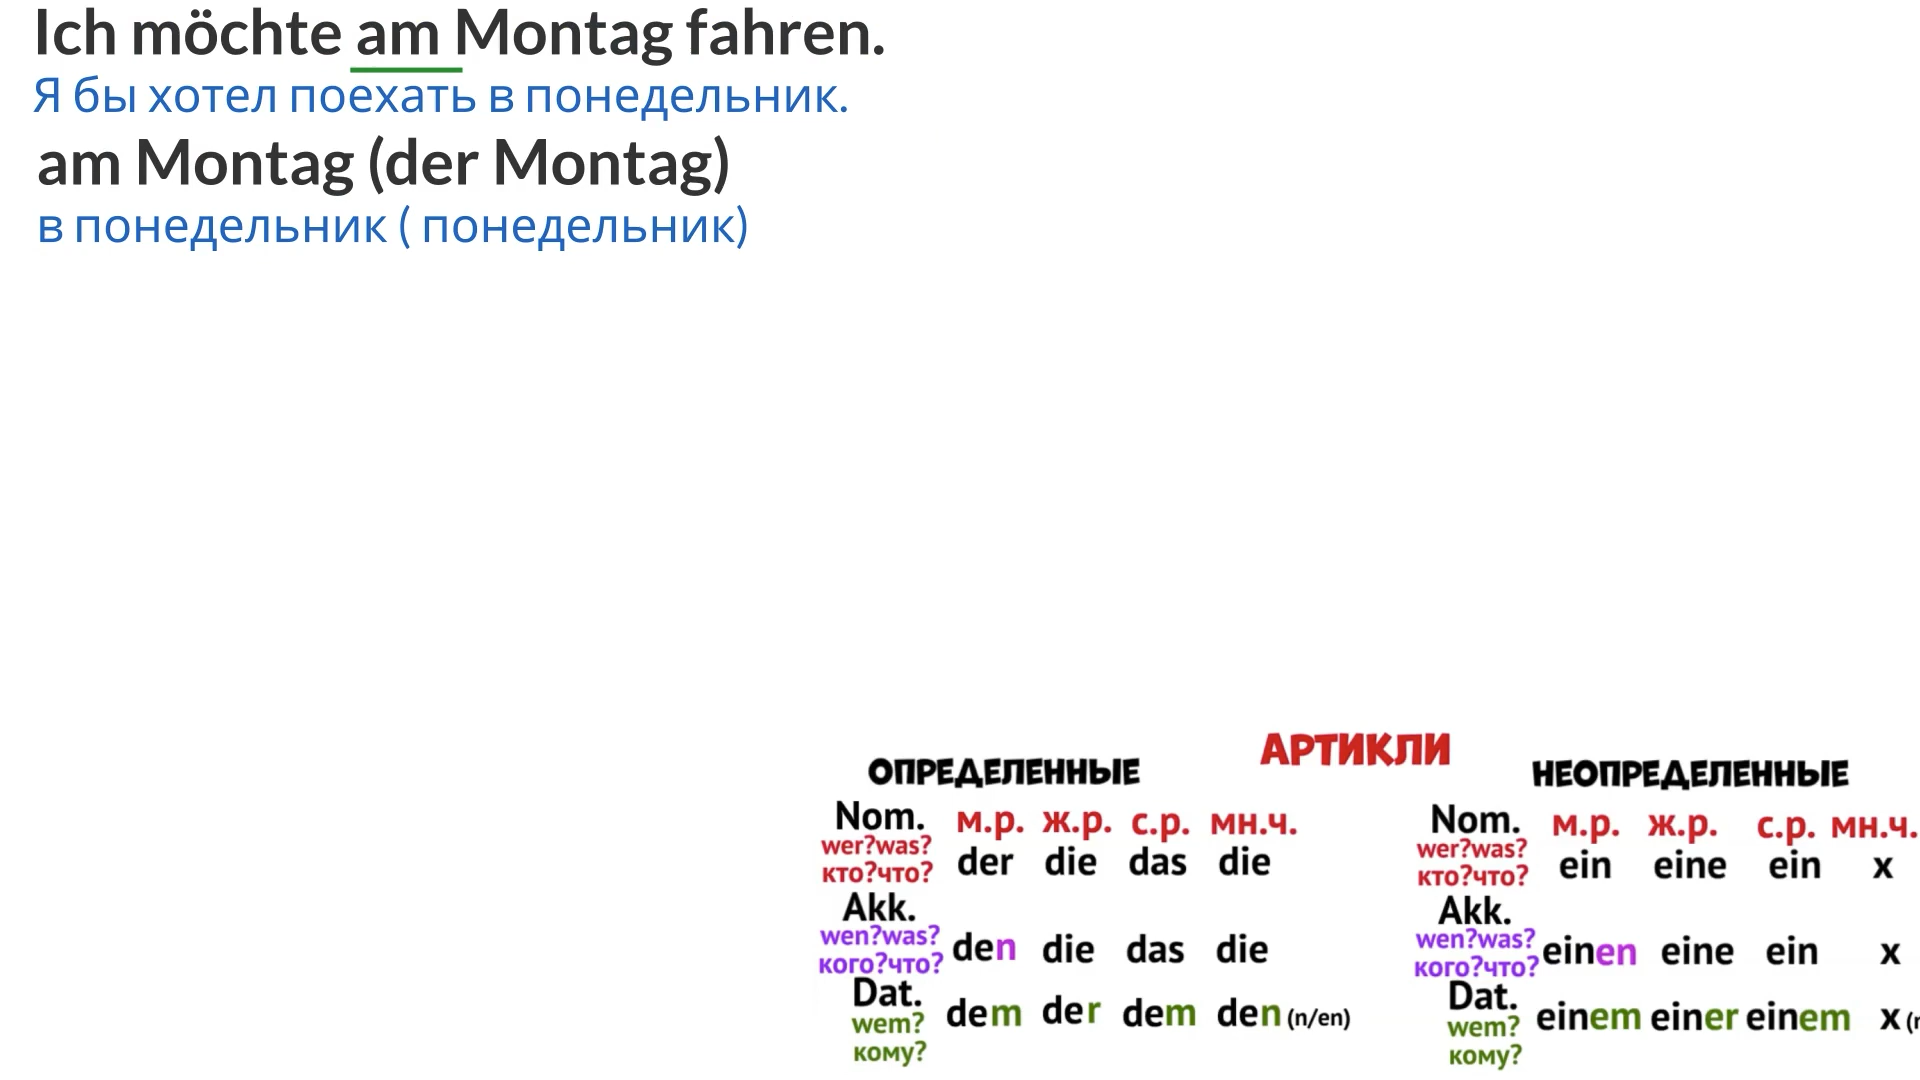 Ich möchte am Montag fahren.
Я бы хотел поехать в понедельник.
am Montag (der Montag)
в понедельник ( понедельник)
АРТИКЛИ
ОПРЕДЕЛЕННЫЕ
Nom. м.р. ж.р. с.р. мн.ч.
wer?was?
кто?что?
der die das die
Akk.
wen?was?
кого?что?
den die das die
Dat.
wem?
кому?
dem der dem den (n/en)
НЕОПРЕДЕЛЕННЫЕ
Nom. м.р. ж.р. с.р. мн.ч.
wer?was?
кто?что?
ein eine ein x
Akk.
wen?was?
кого?что?
einen eine ein x
Dat.
wem?
кому?
einem einer einem x